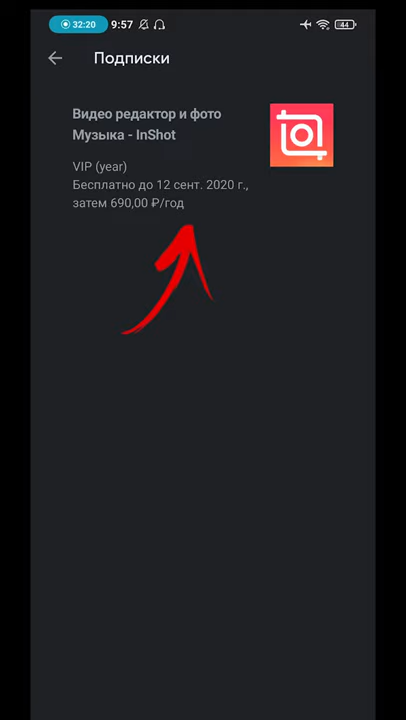 32:20 9:57 44
Подписки
Видео редактор и фото
Музыка - InShot
VIP (year)
Бесплатно до 12 сент. 2020 г.,
затем 690,00 ₽/год